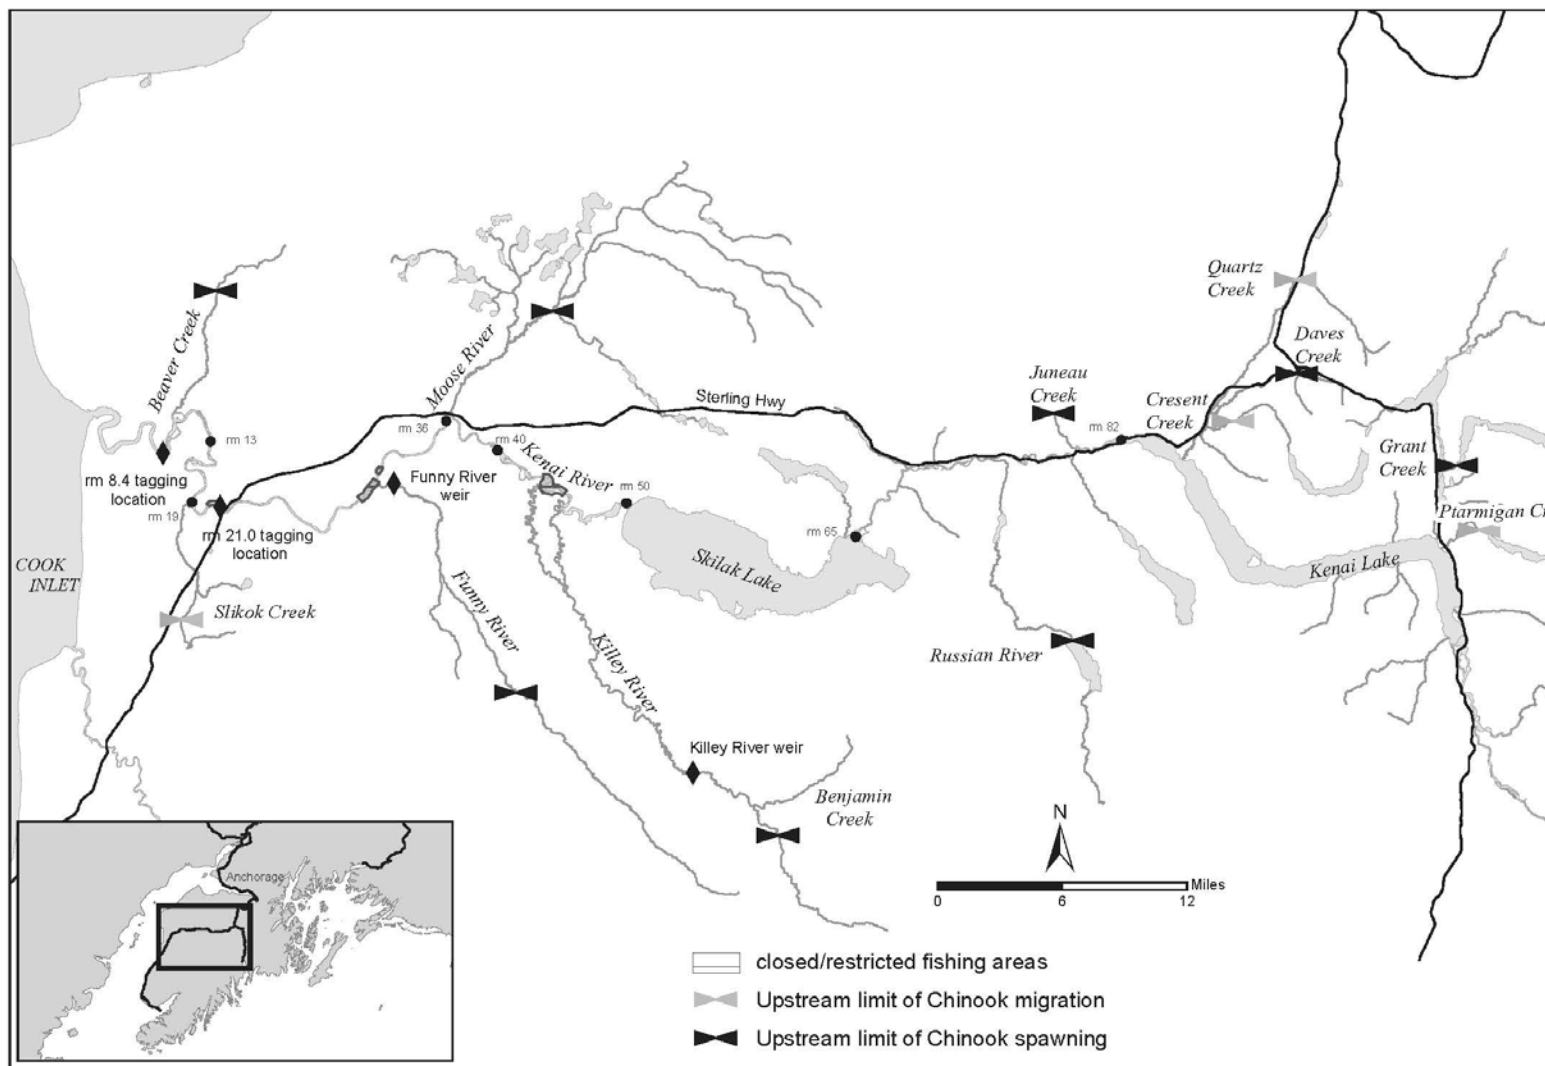 Quartz
Creek
Daves
Creek
Beaver Creek
Moose River
Juneau
Creek
Cresent
Creek
Sterling Hwy
rm 13
rm 36
rm 40
rm 82
Grant
Creek
Kenai River
rm 8.4 tagging
location
Funny River
weir
rm 50
rm 19
Ptarmigan C
rm 21.0 tagging
location
rm 65
Skilak Lake
Kenai Lake
COOK
INLET
Slikok Creek
Funny River
Killey River
Russian River
Killey River weir
Benjamin
Creek
N
Miles
0 6 12
Anchorage
closed/restricted fishing areas
Upstream limit of Chinook migration
Upstream limit of Chinook spawning